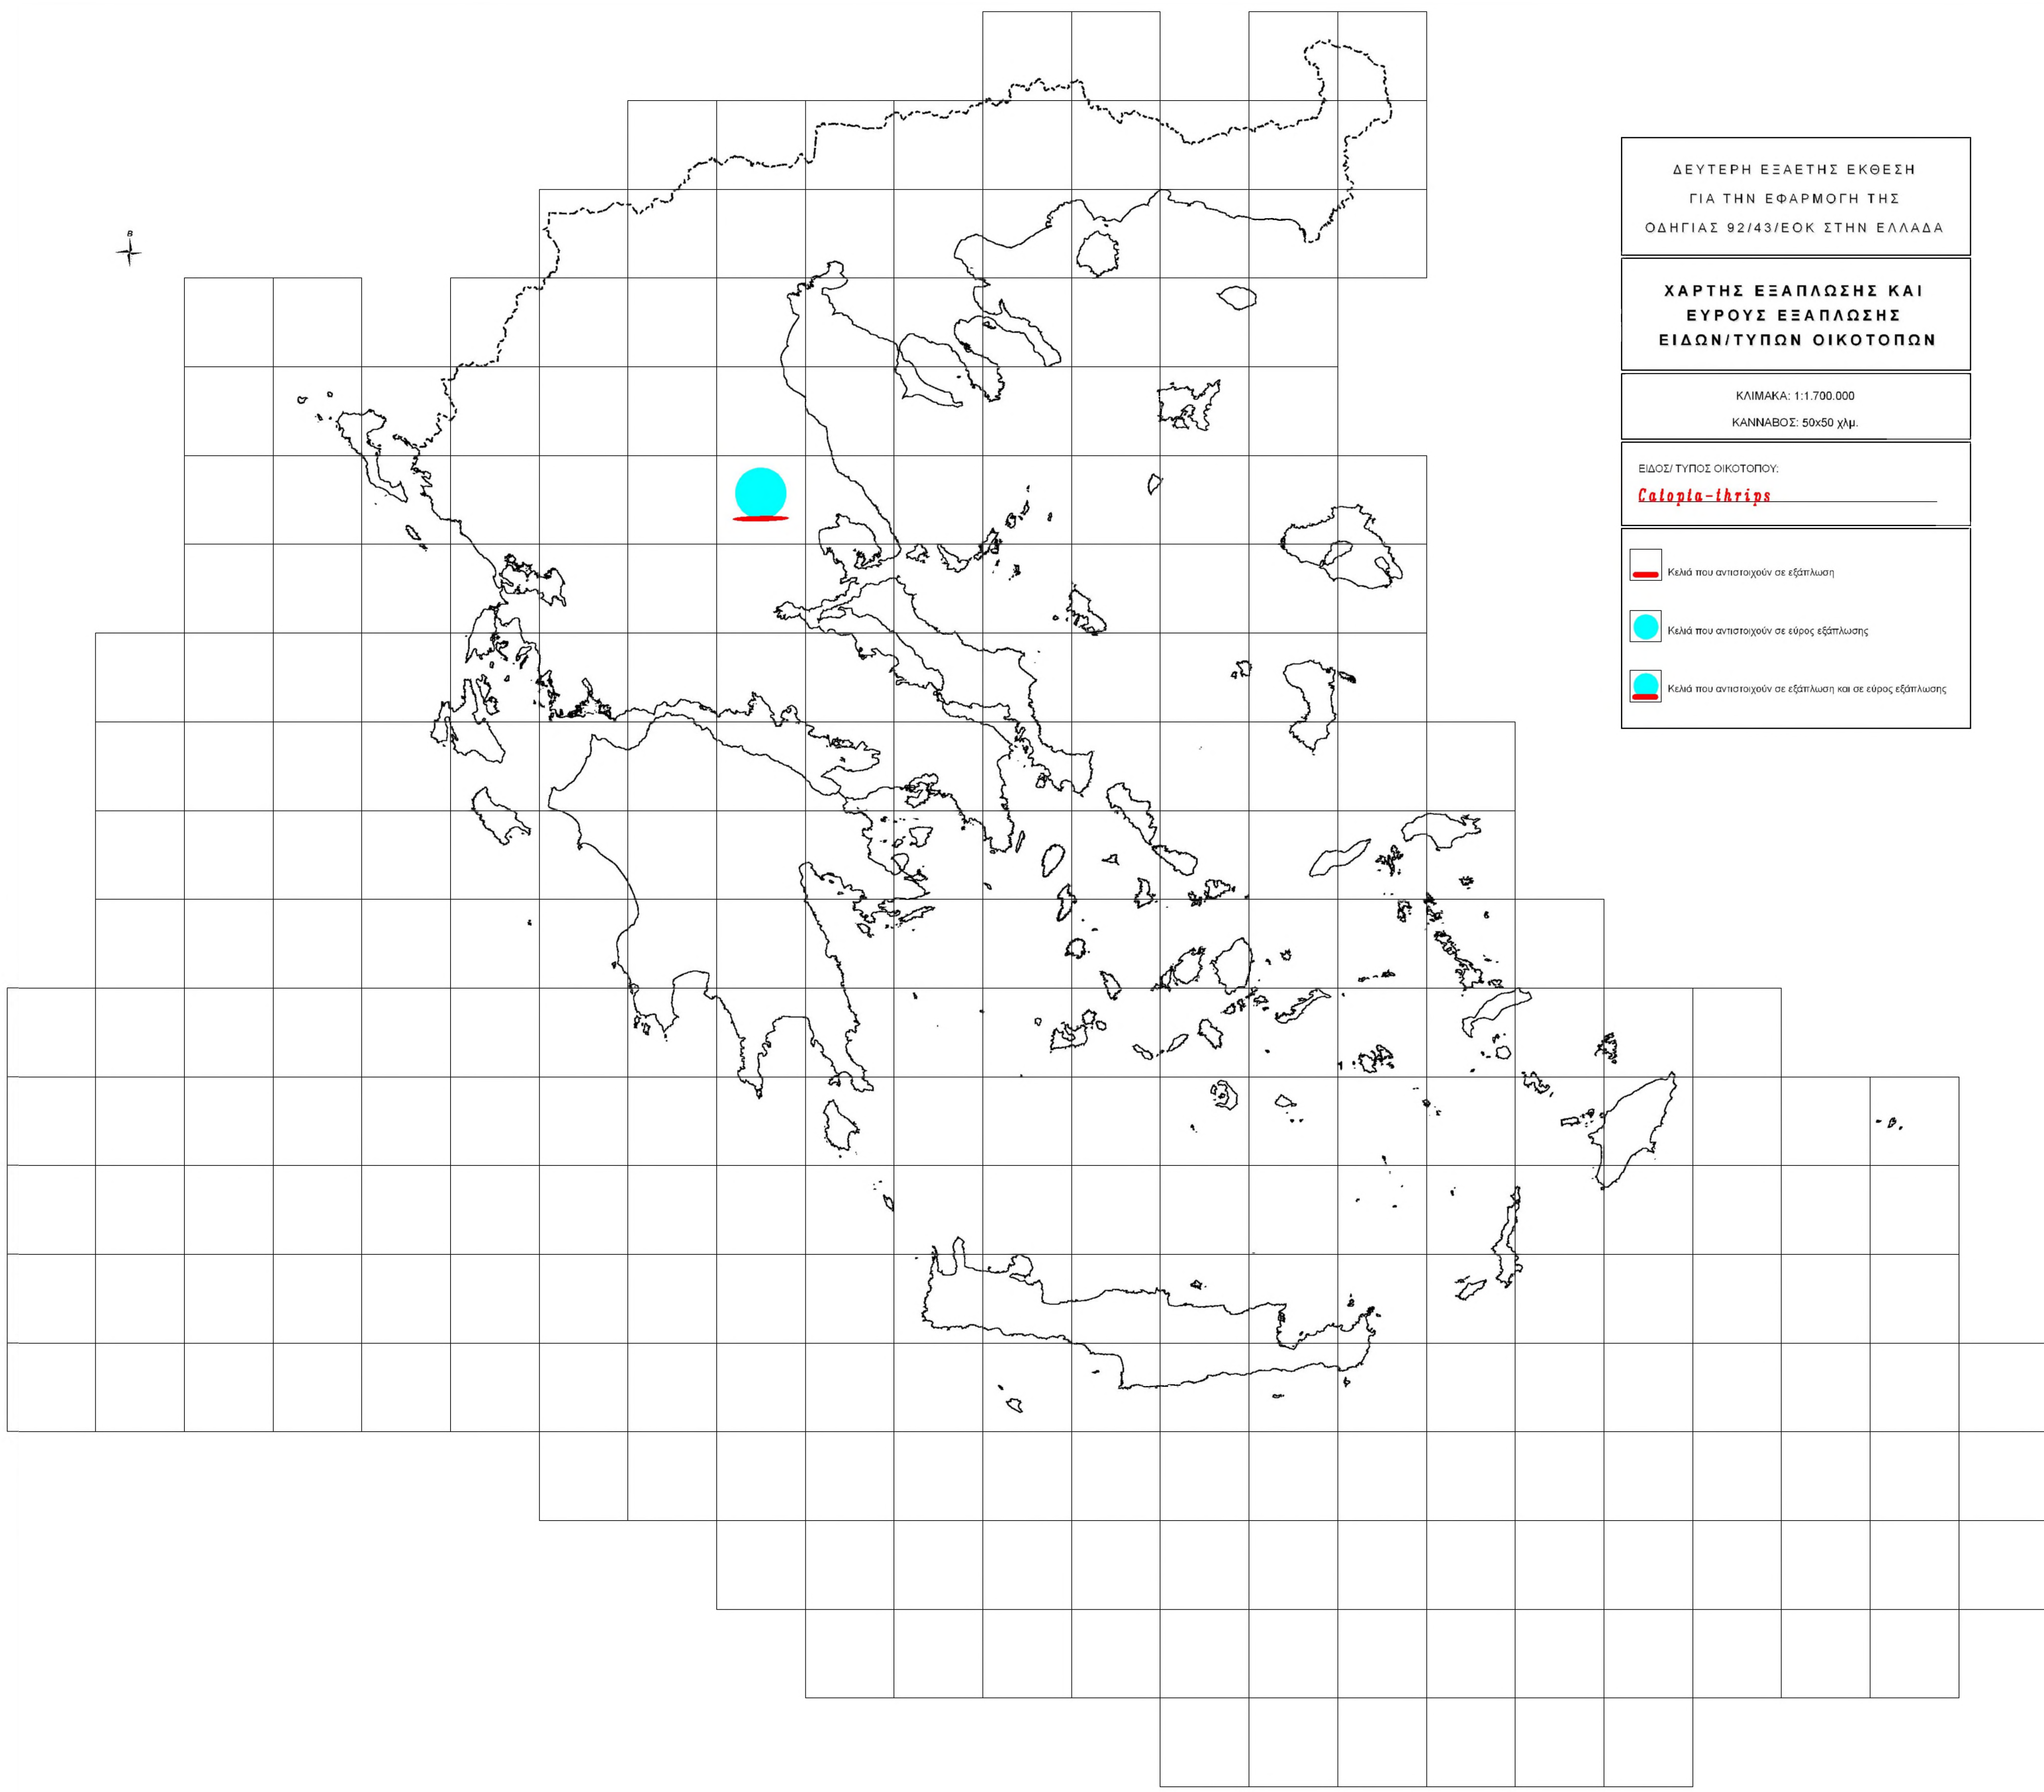 B
ΔΕΥΤΕΡΗ ΕΞΑΕΤΗΣ ΕΚΘΕΣΗ
ΓΙΑ ΤΗΝ ΕΦΑΡΜΟΓΗ ΤΗΣ
ΟΔΗΓΙΑΣ 92/43/ΕΟΚ ΣΤΗΝ ΕΛΛΑΔΑ
ΧΑΡΤΗΣ ΕΞΑΠΛΩΣΗΣ ΚΑΙ
ΕΥΡΟΥΣ ΕΞΑΠΛΩΣΗΣ
ΕΙΔΩΝ/ΤΥΠΩΝ ΟΙΚΟΤΟΠΩΝ
ΚΛΙΜΑΚΑ: 1:1.700.000
ΚΑΝΝΑΒΟΣ: 50x50 χλμ.
ΕΙΔΟΣ/ ΤΥΠΟΣ ΟΙΚΟΤΟΠΟΥ:
Catopta-thrips
Κελιά που αντιστοιχούν σε εξάπλωση
Κελιά που αντιστοιχούν σε εύρος εξάπλωσης
Κελιά που αντιστοιχούν σε εξάπλωση και σε εύρος εξάπλωσης